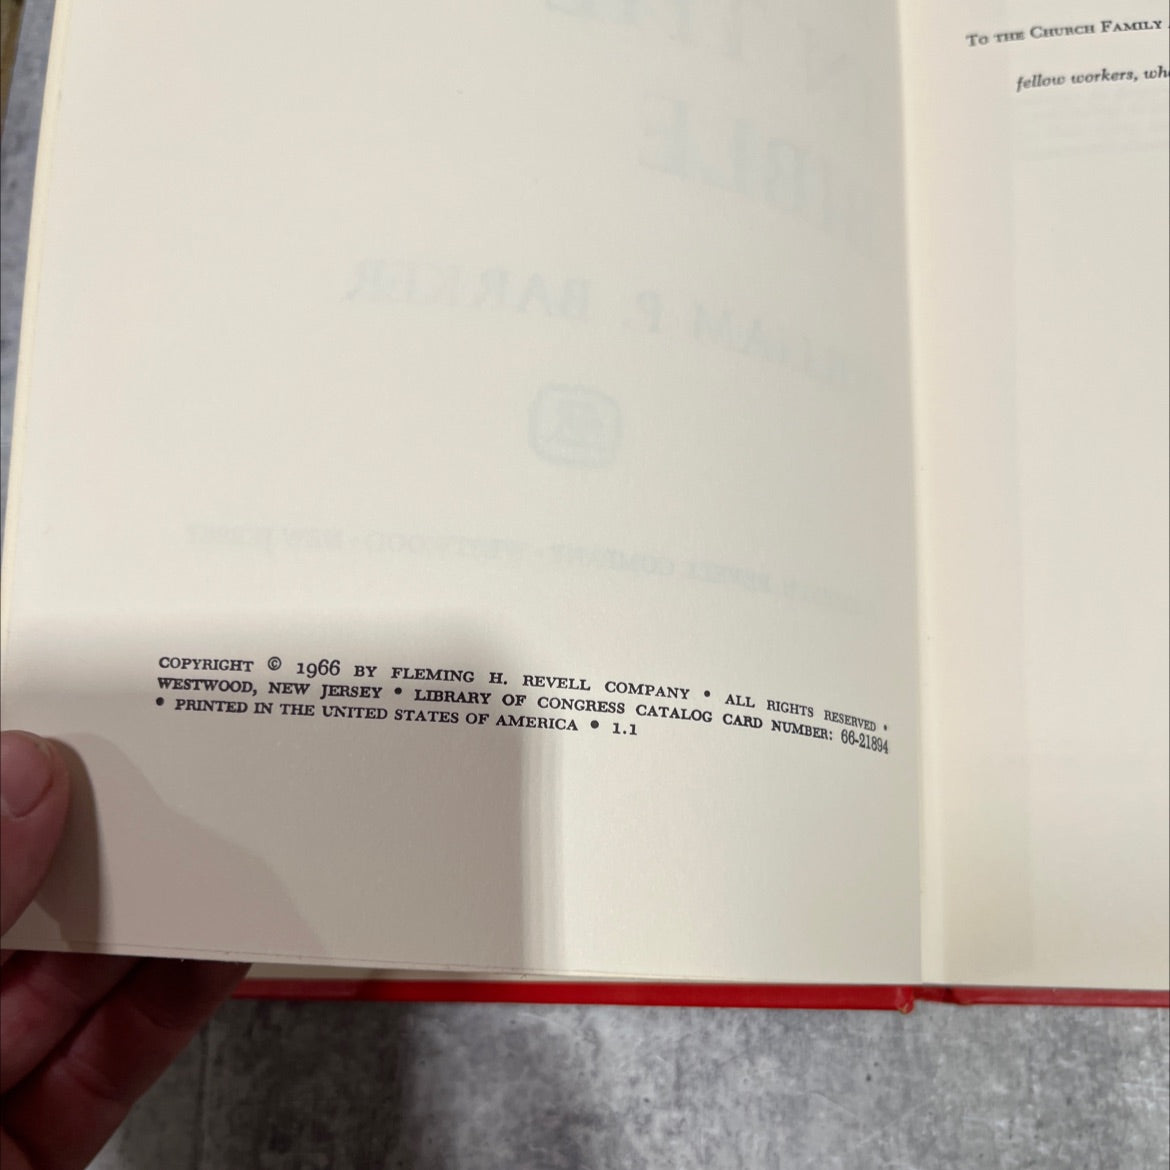 COPYRIGHT © 1966 BY FLEMING H. REVELL COMPANY • ALL RIGHTS RESERVED •
WESTWOOD, NEW JERSEY • LIBRARY OF CONGRESS CATALOG CARD NUMBER: 66-21894
• PRINTED IN THE UNITED STATES OF AMERICA • 1.1
TO THE CHURCH FAMILY
fellow workers,